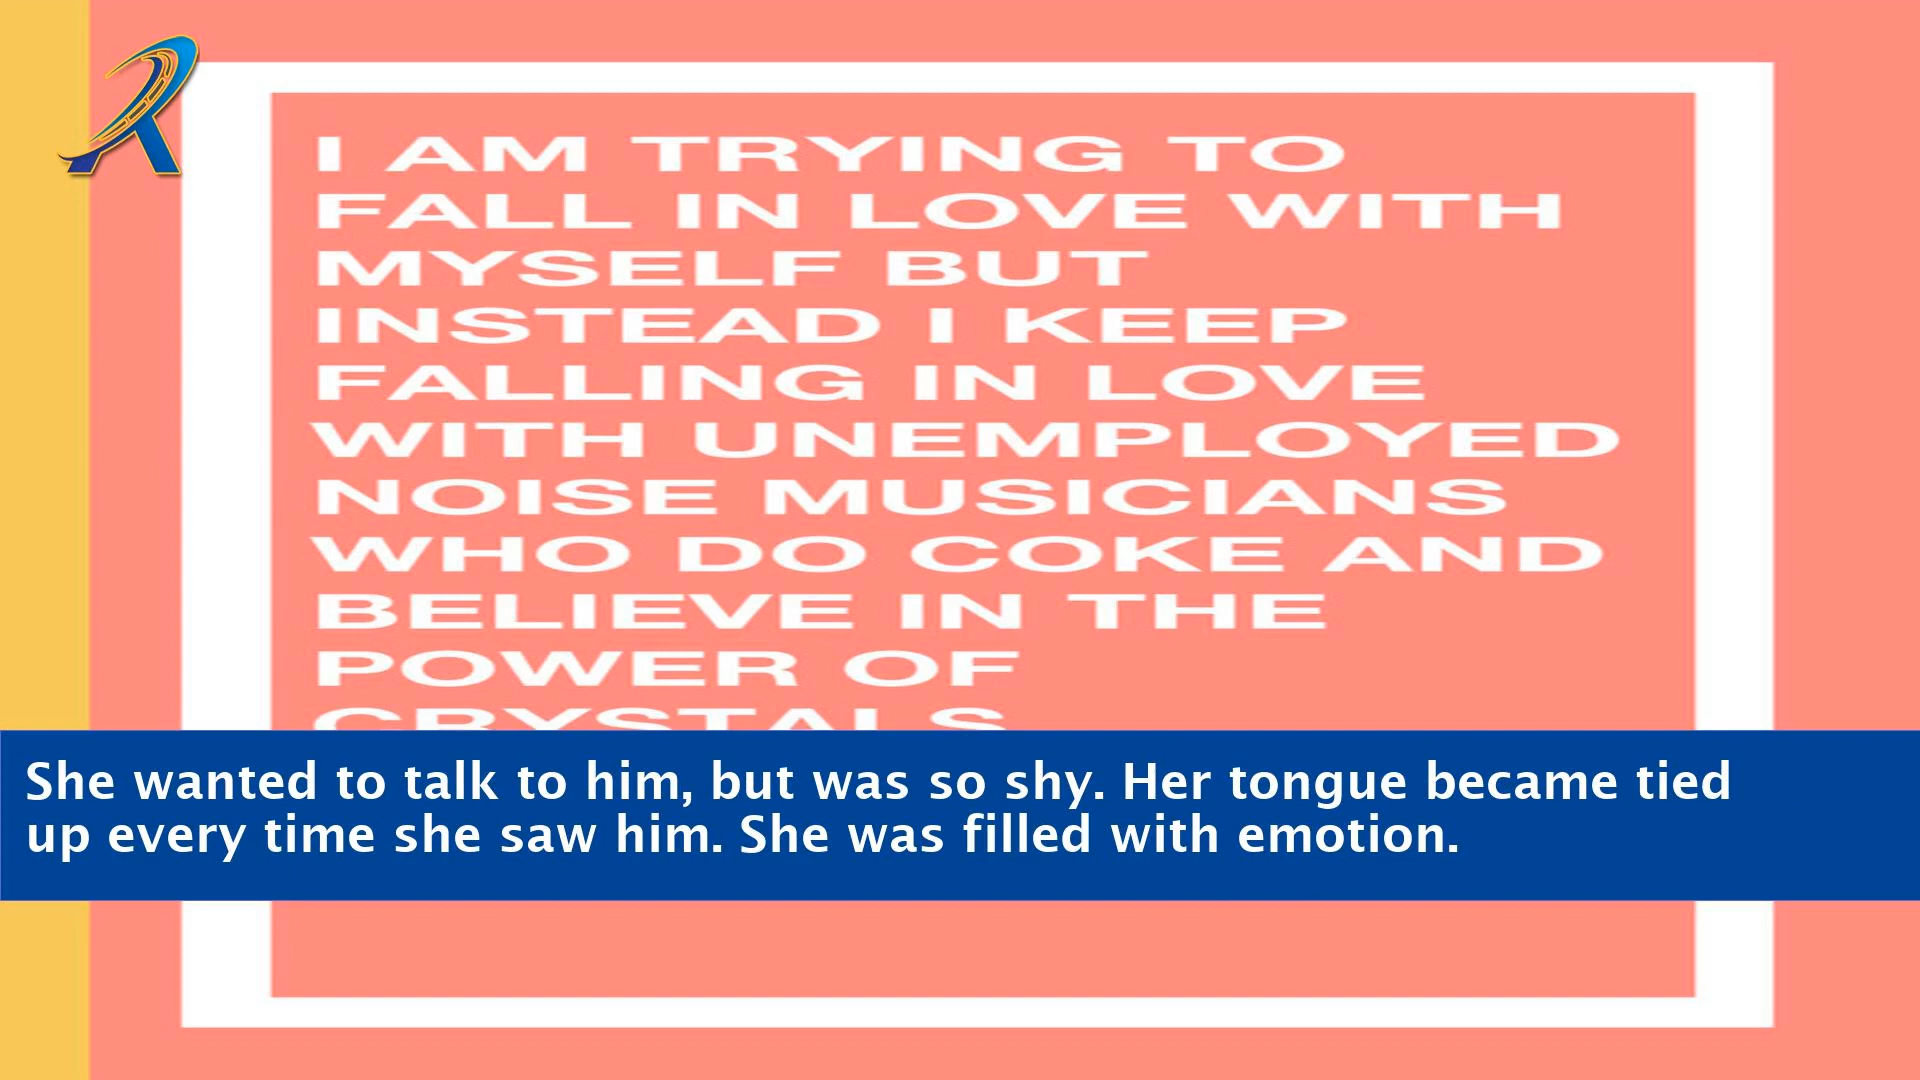 I AM TRYING TO
FALL IN LOVE WITH
MYSELF BUT
INSTEAD I KEEP
FALLING IN LOVE
WITH UNEMPLOYED
NOISE MUSICIANS
WHO DO COKE AND
BELIEVE IN THE
POWER OF
CRYSTALS
She wanted to talk to him, but was so shy. Her tongue became tied
up every time she saw him. She was filled with emotion.